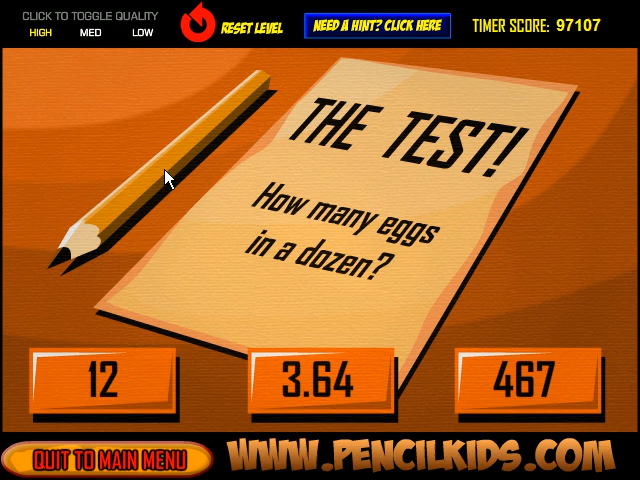 CLICK TO TOGGLE QUALITY
HIGH MED LOW
RESET LEVEL
NEED A HINT? CLICK HERE
TIMER SCORE: 97107
THE TEST!
How many eggs
in a dozen?
12
3.64
467
QUIT TO MAIN MENU
WWW.PENCILKIDS.COM